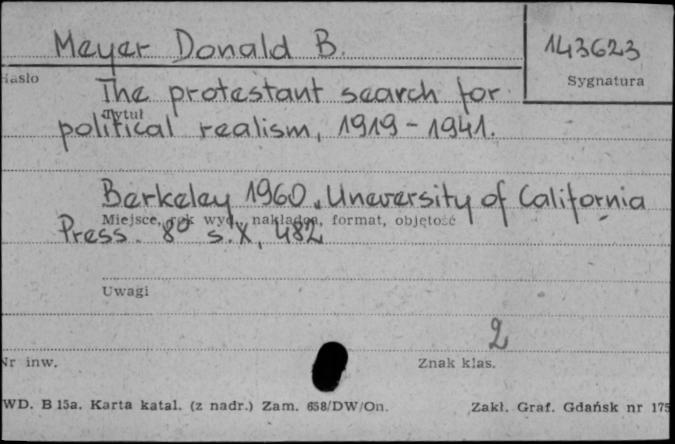 Meyer Donald B.
143623
Hasło
Sygnatura
The protestant search for
Tytuł
political realism, 1919-1941.
Berkeley 1960. Uneversity of California
Miejsce, rok wyd., nakładca, format, objętość
Press. 8° s. X, 482
Uwagi
2
Nr inw.
Znak klas.
WD. B 15a. Karta katal. (z nadr.) Zam. 658/DW/On.
Zakł. Graf. Gdańsk nr 175